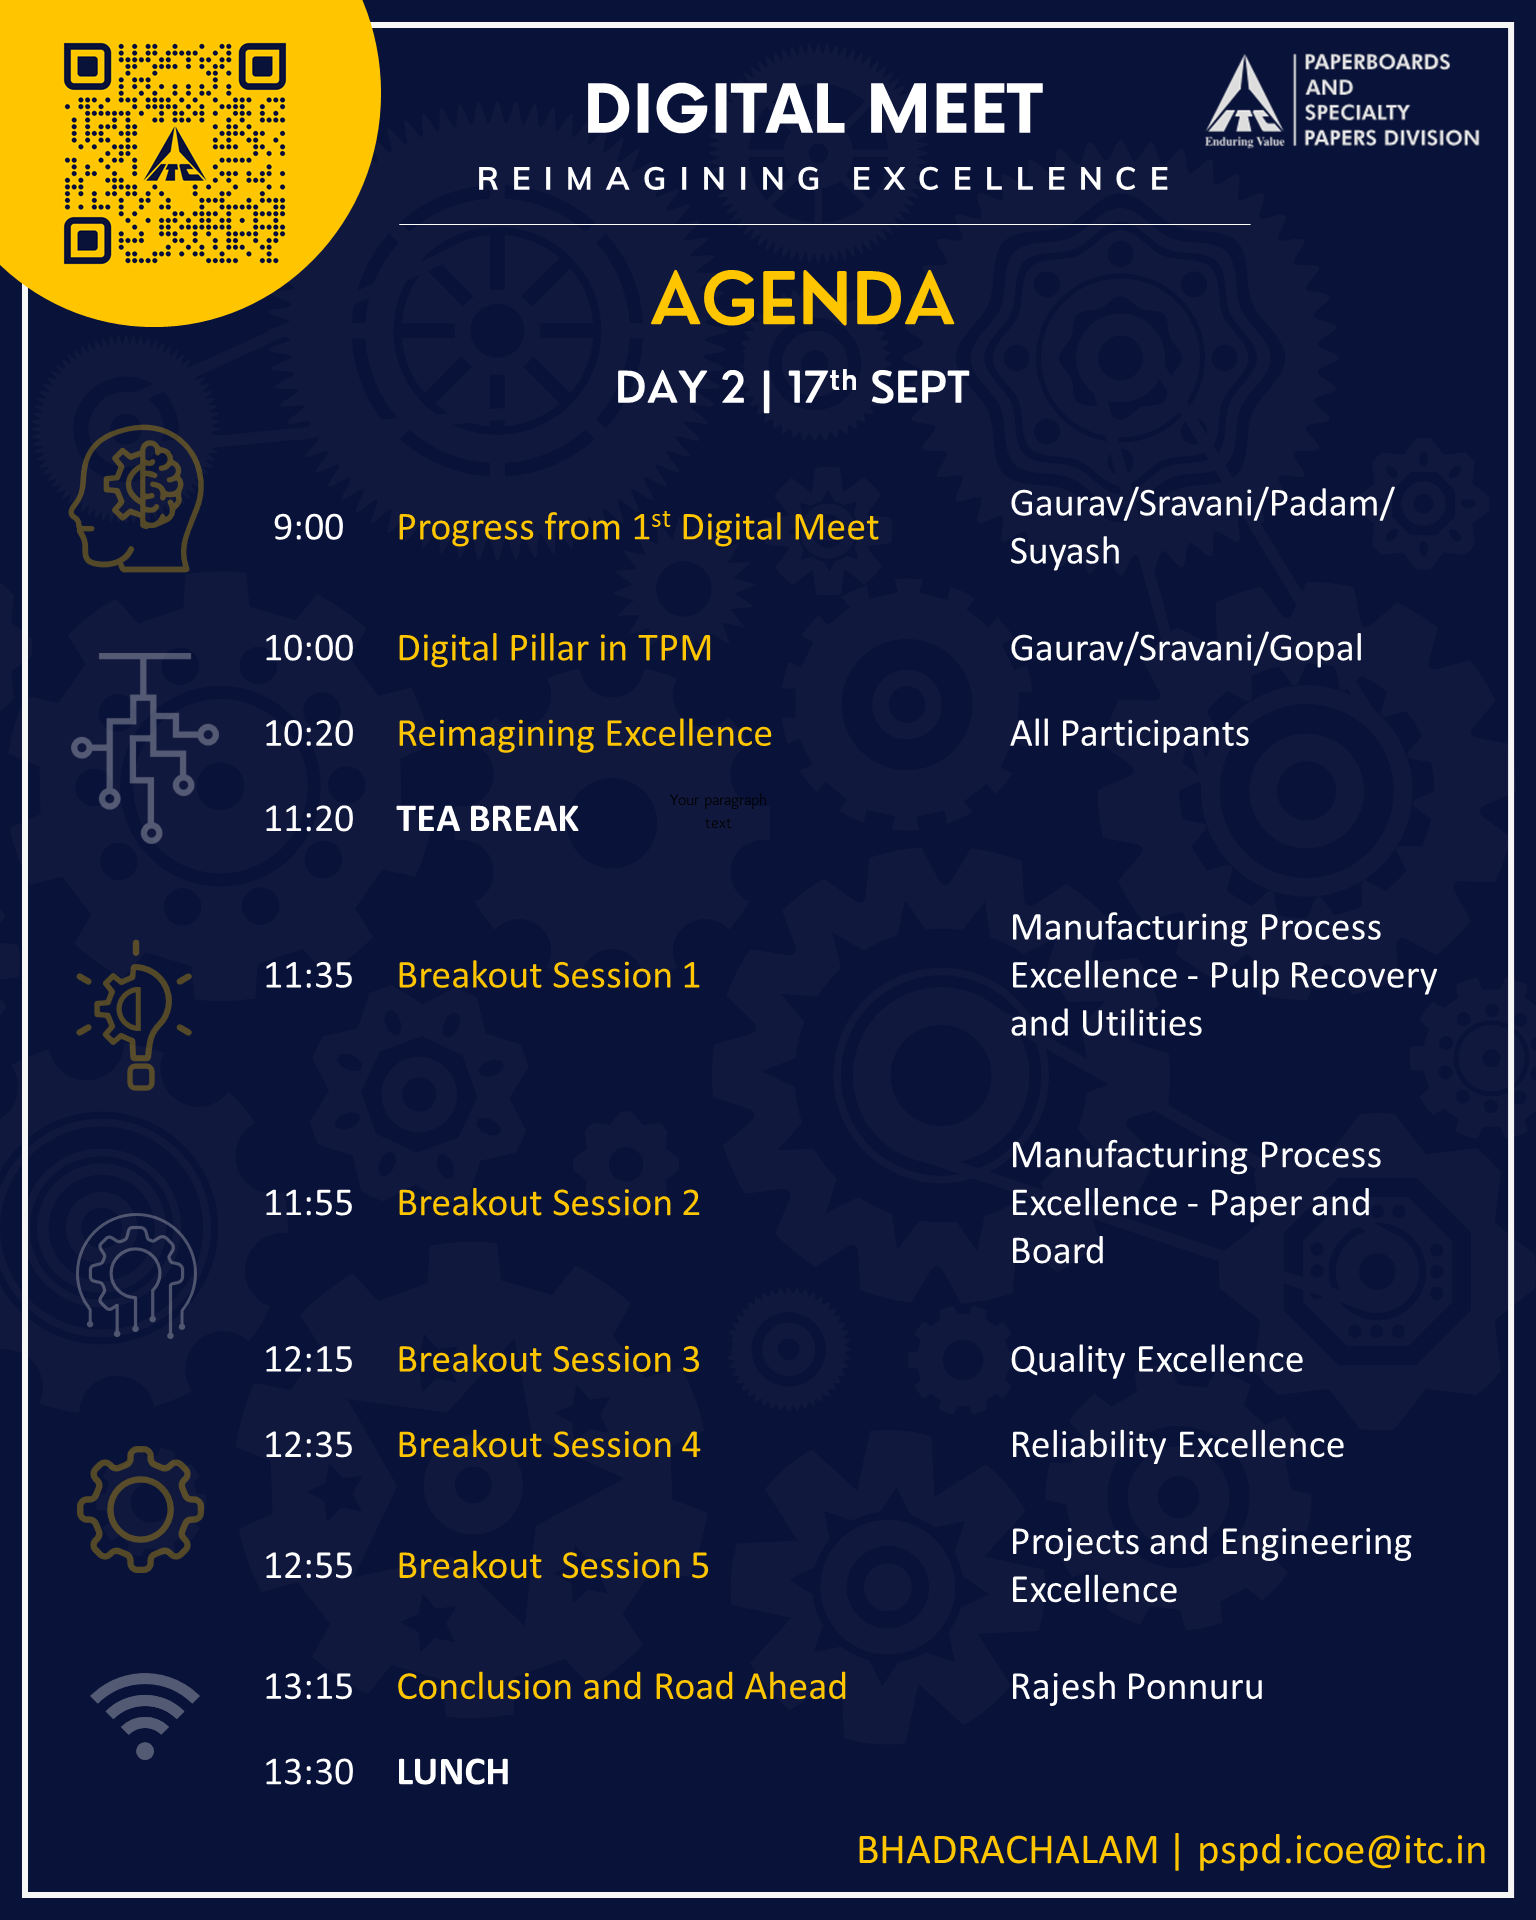 DIGITAL MEET
REIMAGINING EXCELLENCE
ITC
Enduring Value
PAPERBOARDS
AND
SPECIALTY
PAPERS DIVISION
ITC
AGENDA
DAY 2 | 17th SEPT
9:00 Progress from 1st Digital Meet Gaurav/Sravani/Padam/
Suyash
10:00 Digital Pillar in TPM Gaurav/Sravani/Gopal
10:20 Reimagining Excellence All Participants
11:20 TEA BREAK
Your paragraph
text
11:35 Breakout Session 1 Manufacturing Process
Excellence - Pulp Recovery
and Utilities
11:55 Breakout Session 2 Manufacturing Process
Excellence - Paper and
Board
12:15 Breakout Session 3 Quality Excellence
12:35 Breakout Session 4 Reliability Excellence
12:55 Breakout  Session 5 Projects and Engineering
Excellence
13:15 Conclusion and Road Ahead Rajesh Ponnuru
13:30 LUNCH
BHADRACHALAM | pspd.icoe@itc.in